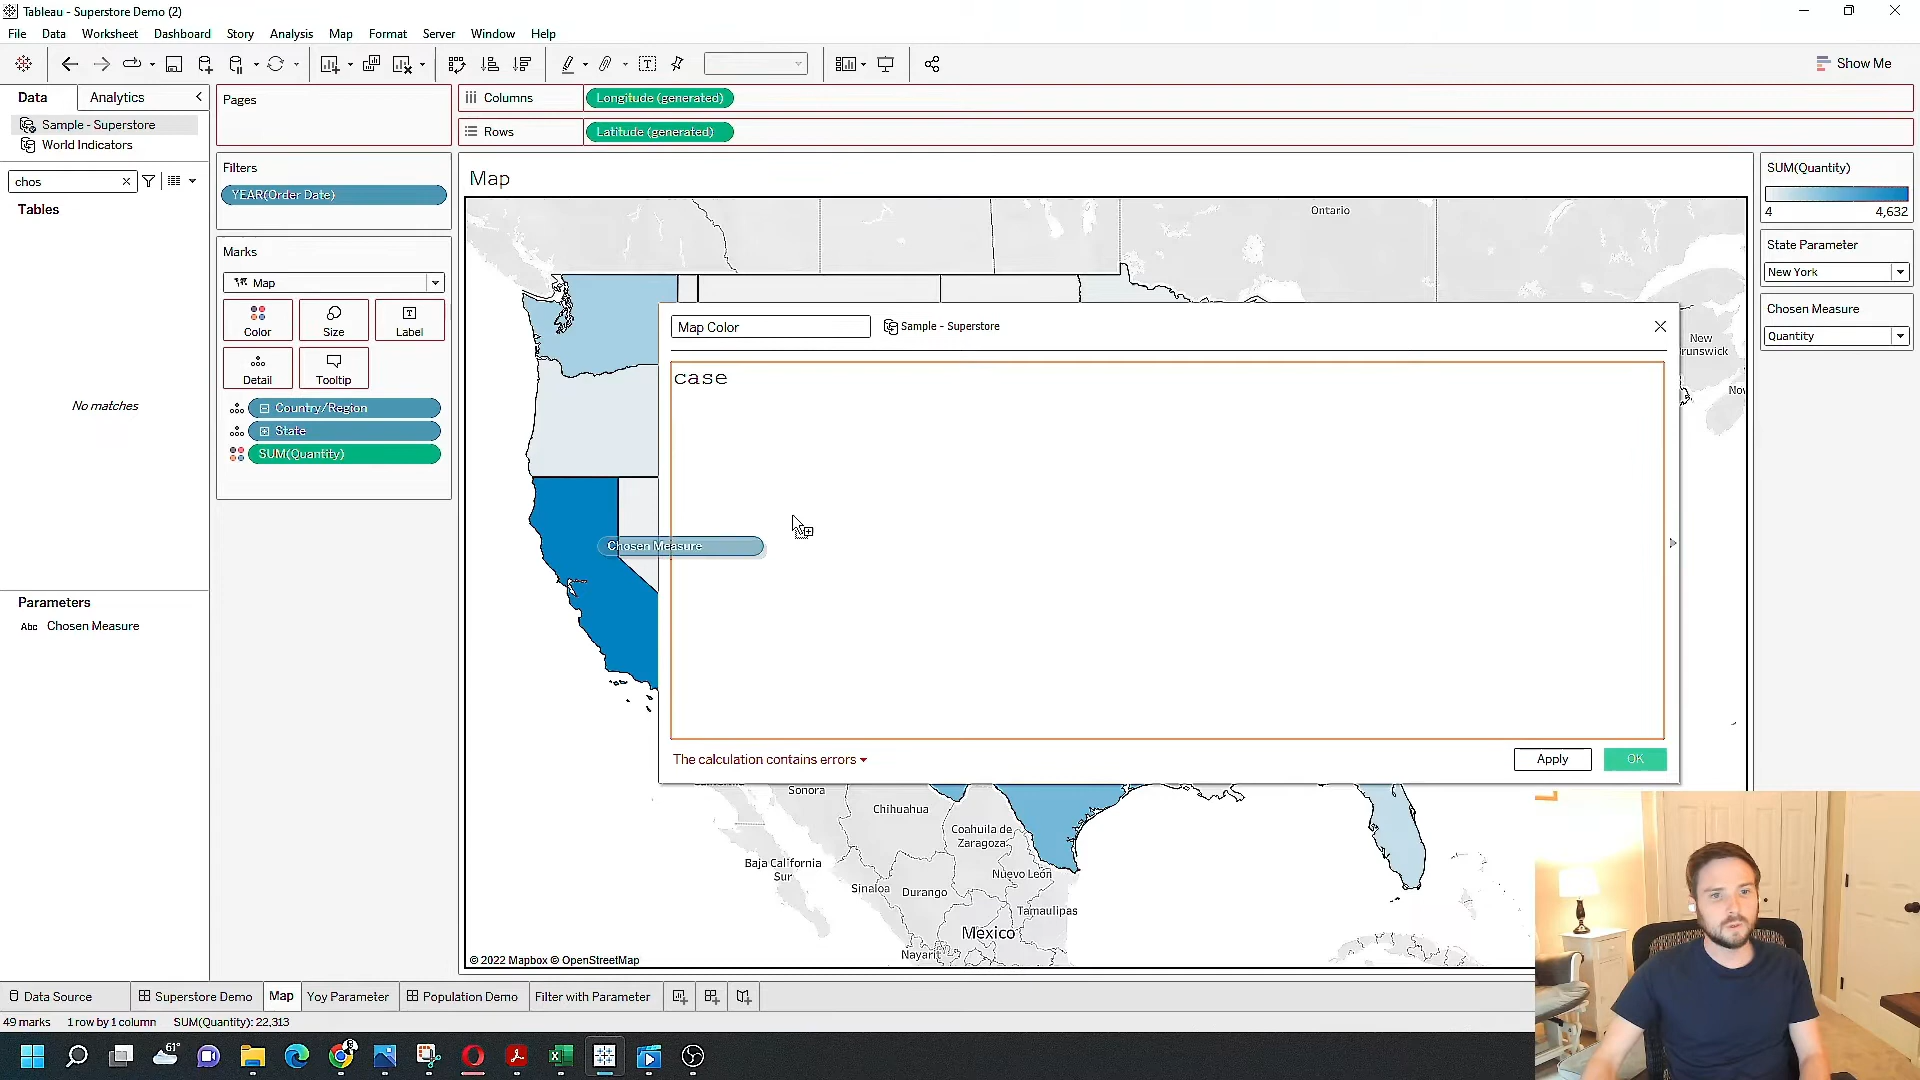 Tableau - Superstore Demo (2)
File Data Worksheet Dashboard Story Analysis Map Format Server Window Help
Show Me
Data Analytics
Sample - Superstore
World Indicators
chos
Tables
No matches
Parameters
Abc Chosen Measure
Pages
Filters
YEAR(Order Date)
Marks
Map
Color Size Label
Detail Tooltip
Country/Region
State
SUM(Quantity)
Columns Longitude (generated)
Rows Latitude (generated)
Map
Ontario
New
Map Color Sample - Superstore
case
Chosen Measure
The calculation contains errors
Apply OK
Sonora
Chihuahua
Coahuila de
Zaragoza
Baja California
Sur
Nuevo León
Sinaloa Durango
Tamaulipas
México
Nayarit
© 2022 Mapbox © OpenStreetMap
SUM(Quantity)
4 4,632
State Parameter
New York
Chosen Measure
Quantity
Data Source Superstore Demo Map Yoy Parameter Population Demo Filter with Parameter
49 marks 1 row by 1 column SUM(Quantity): 22,313
61°